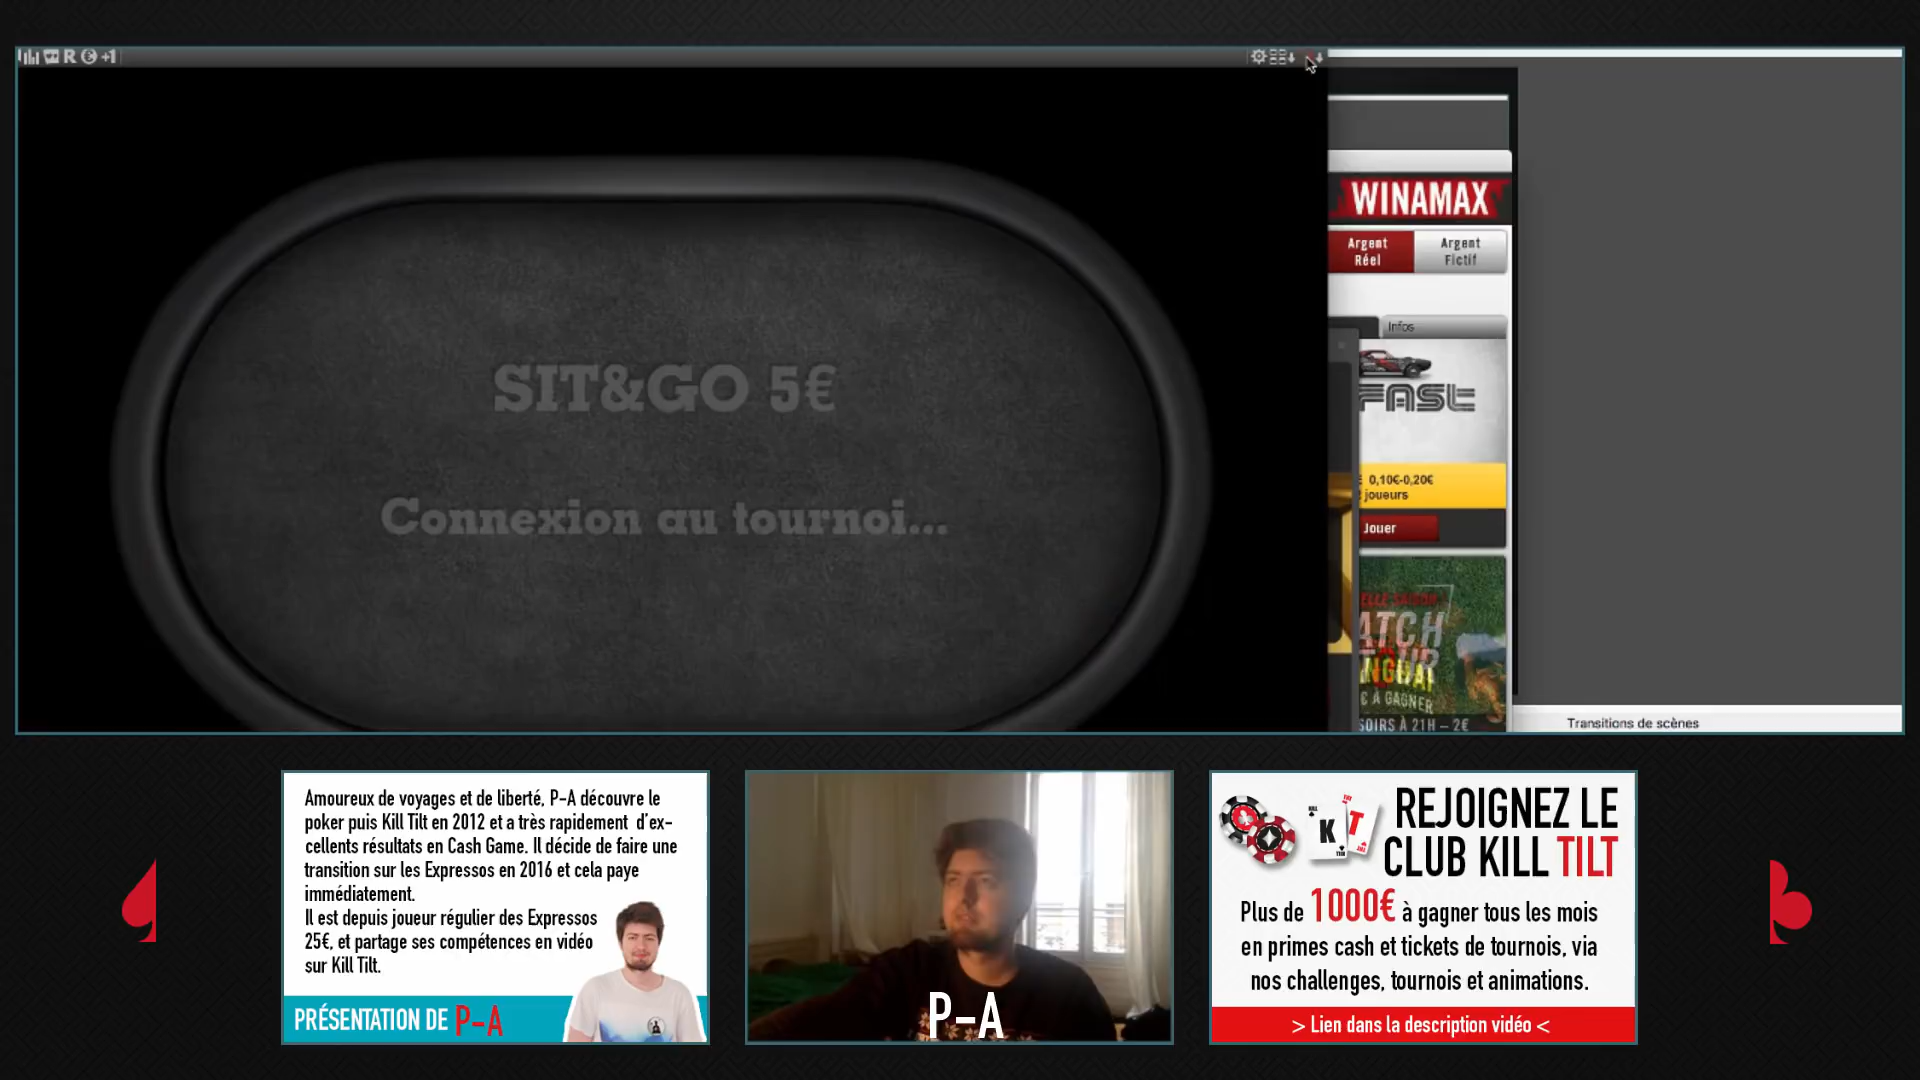 R
+1
SIT&GO 5€
Connexion au tournoi...
WINAMAX
Argent
Réel
Argent
Fictif
Infos
FAST
0,10€-0,20€
joueurs
Jouer
€ À GAGNER
SOIRS À 21H – 2€
Transitions de scènes
Amoureux de voyages et de liberté, P-A découvre le
poker puis Kill Tilt en 2012 et a très rapidement d'ex-
cellents résultats en Cash Game. Il décide de faire une
transition sur les Expressos en 2016 et cela paye
immédiatement.
Il est depuis joueur régulier des Expressos
25€, et partage ses compétences en vidéo
sur Kill Tilt.
PRÉSENTATION DE P-A
P-A
K
T
REJOIGNEZ LE
CLUB KILL TILT
Plus de 1000€ à gagner tous les mois
en primes cash et tickets de tournois, via
nos challenges, tournois et animations.
> Lien dans la description vidéo <